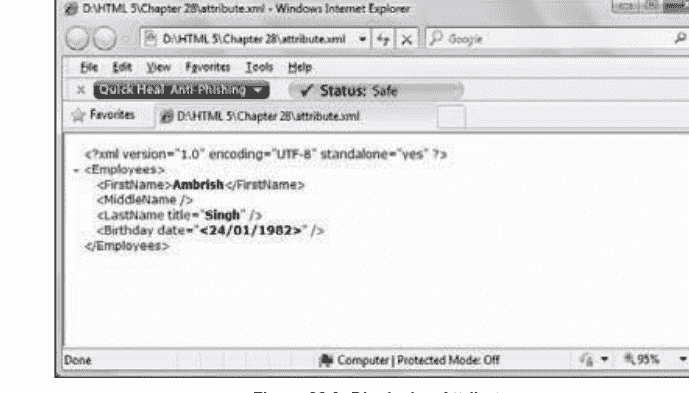 D:\HTML 5\Chapter 28\attribute.xml - Windows Internet Explorer
D:\HTML 5\Chapter 28\attribute.xml Google
File Edit View Favorites Tools Help
Quick Heal Anti-Phishing Status: Safe
Favorites D:\HTML 5\Chapter 28\attribute.xml
<?xml version="1.0" encoding="UTF-8" standalone="yes" ?>
- <Employees>
<FirstName>Ambrish</FirstName>
<MiddleName />
<LastName title="Singh" />
<Birthday date="<24/01/1982>" />
</Employees>
Done Computer | Protected Mode: Off 95%